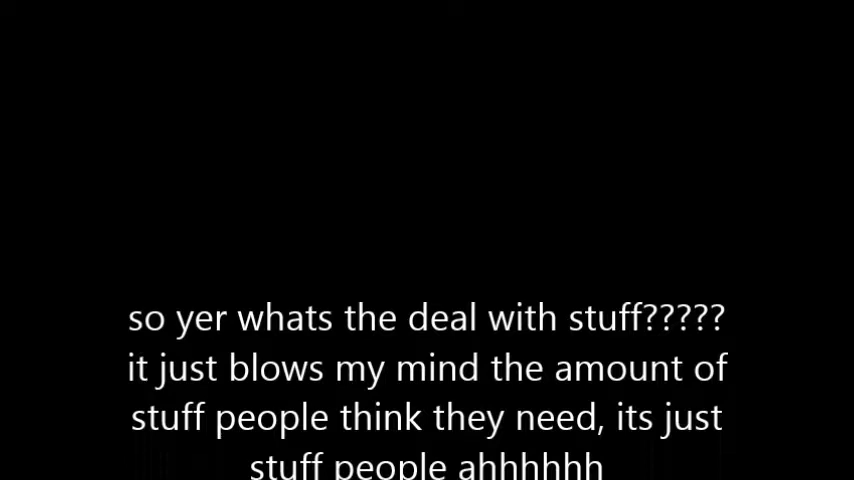 so yer whats the deal with stuff?????
it just blows my mind the amount of
stuff people think they need, its just
stuff people ahhhhhh